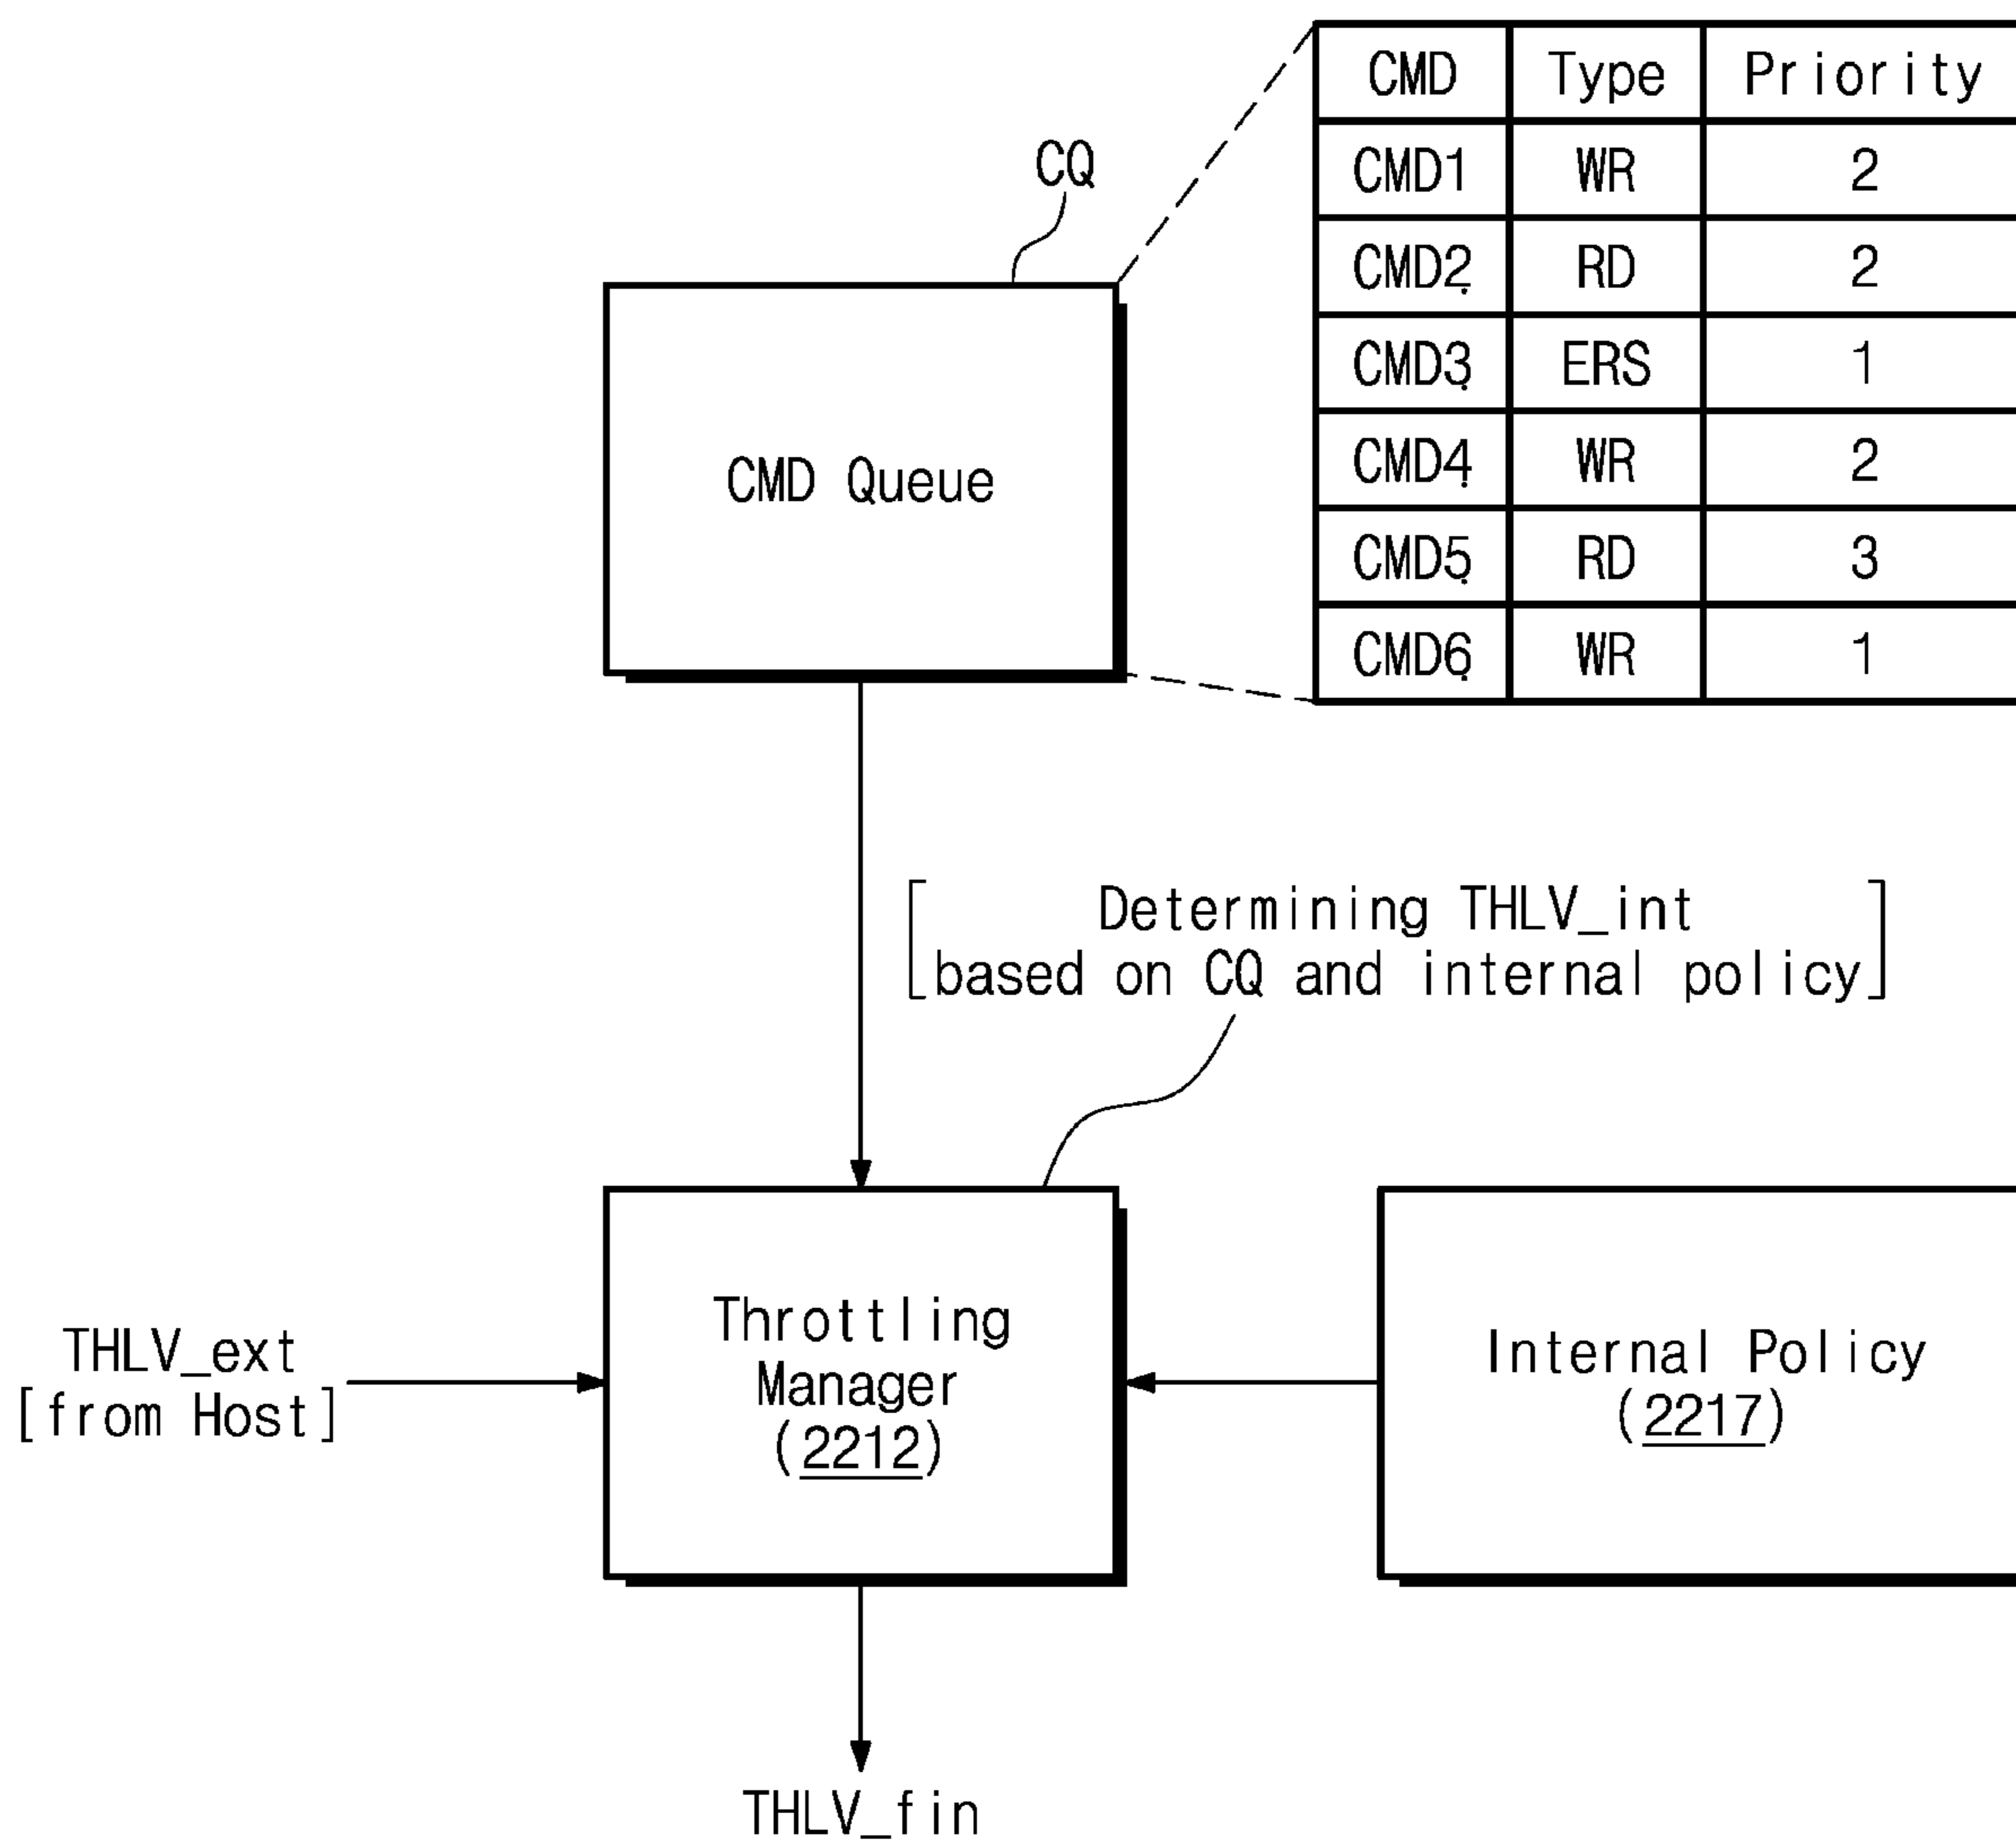 CMD Type Priority
CMD1 WR 2
CMD2 RD 2
CMD3 ERS 1
CMD4 WR 2
CMD5 RD 3
CMD6 WR 1
CQ
CMD Queue
[Determining THLV_int
based on CQ and internal policy]
Throttling
Manager
(2212)
THLV_ext
[from Host]
Internal Policy
(2217)
THLV_fin